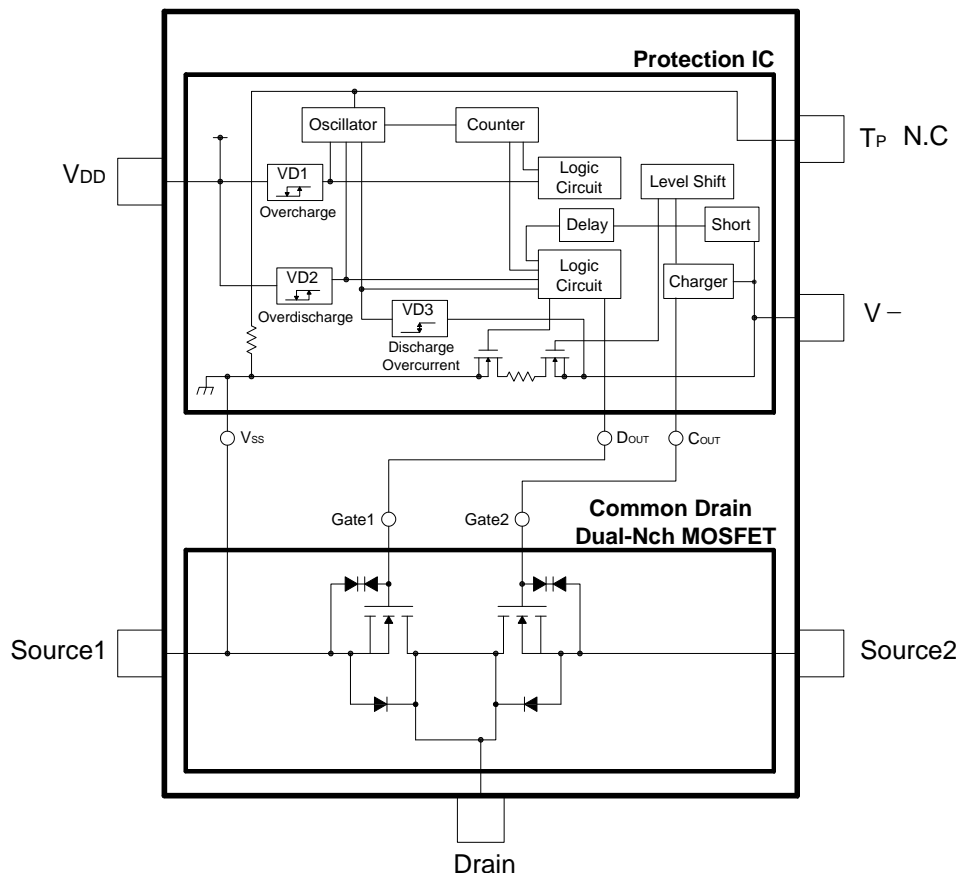 Protection IC
Oscillator
Counter
TP N.C
VDD
VD1
Overcharge
Logic
Circuit
Level Shift
Delay
Short
VD2
Overdischarge
Logic
Circuit
Charger
VD3
Discharge
Overcurrent
V−
VSS
DOUT
COUT
Gate1
Gate2
Common Drain
Dual-Nch MOSFET
Source1
Source2
Drain